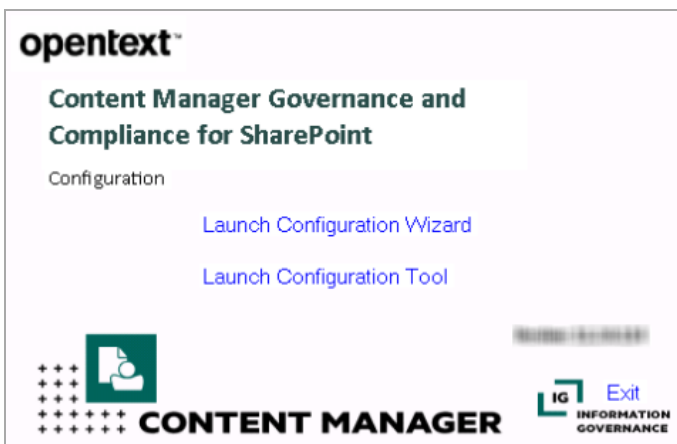 opentext™
Content Manager Governance and
Compliance for SharePoint
Configuration
Launch Configuration Wizard
Launch Configuration Tool
CONTENT MANAGER
IG
Exit
INFORMATION
GOVERNANCE